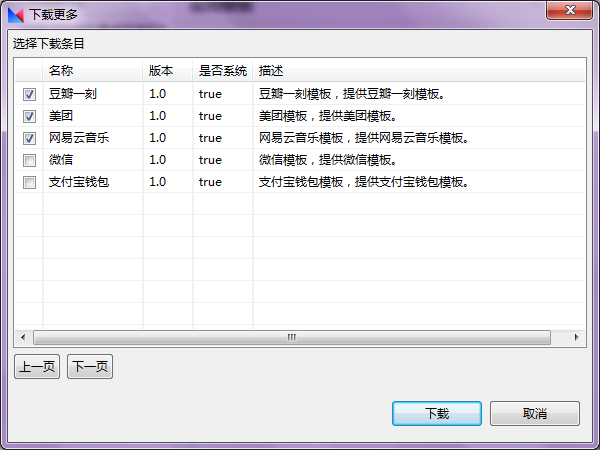 下载更多
选择下载条目
名称 版本 是否系统 描述
豆瓣一刻 1.0 true 豆瓣一刻模板，提供豆瓣一刻模板。
美团 1.0 true 美团模板，提供美团模板。
网易云音乐 1.0 true 网易云音乐模板，提供网易云音乐模板。
微信 1.0 true 微信模板，提供微信模板。
支付宝钱包 1.0 true 支付宝钱包模板，提供支付宝钱包模板。
上一页 下一页
下载 取消